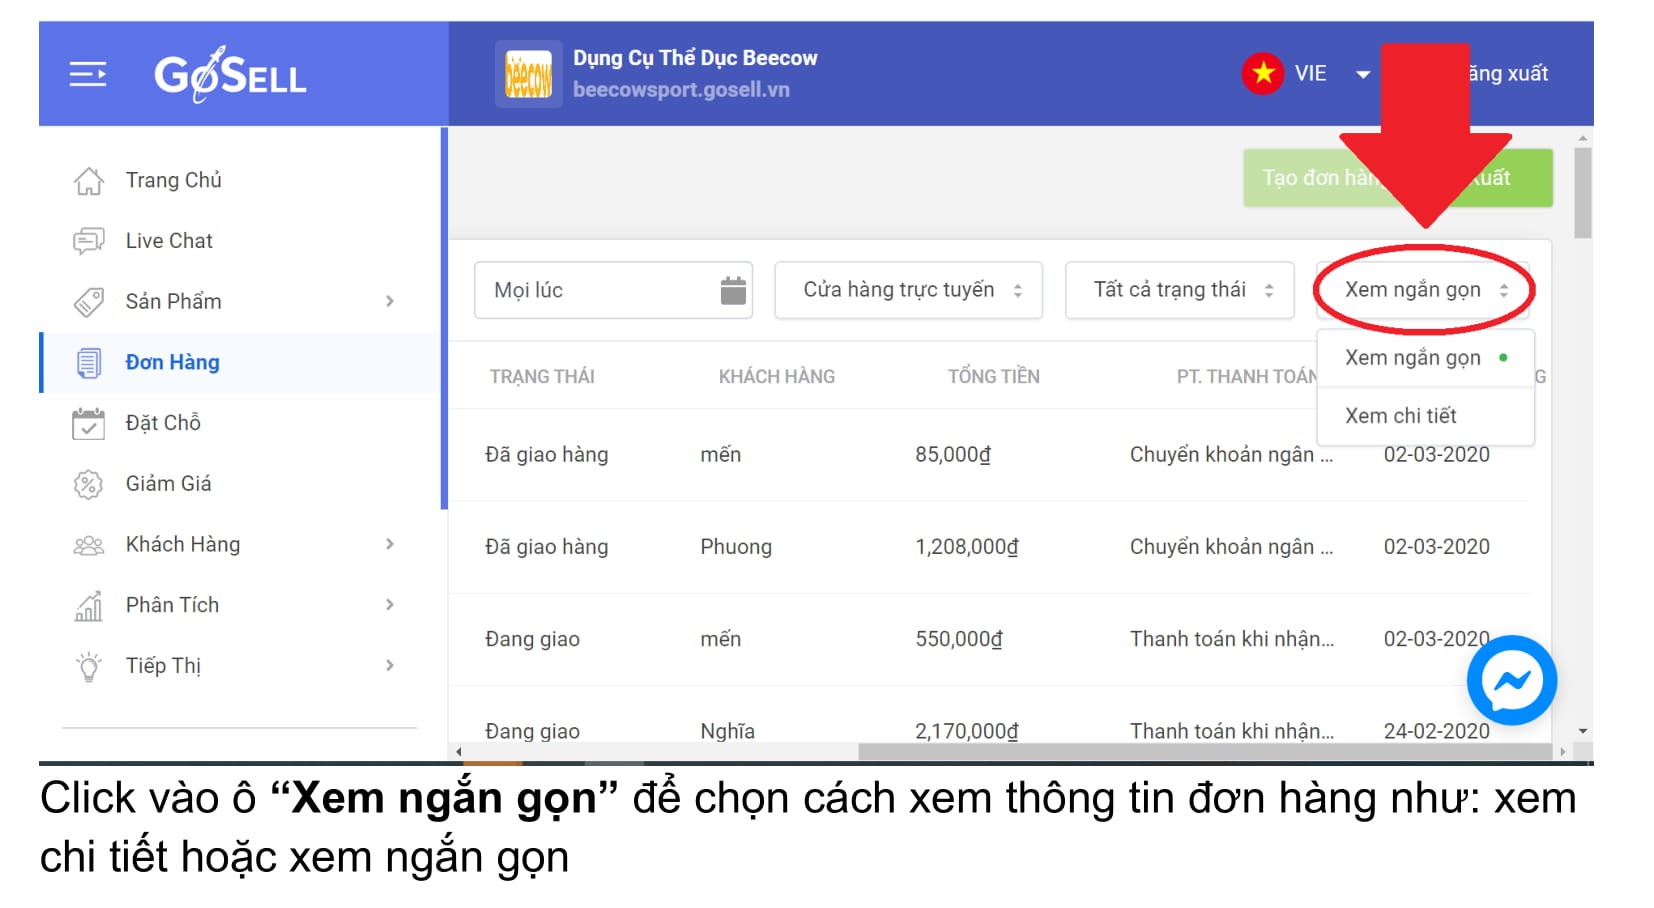 GoSELL
beecow
Dụng Cụ Thể Dục Beecow
beecowsport.gosell.vn
VIE
ăng xuất
Trang Chủ
Live Chat
Sản Phẩm
Đơn Hàng
Đặt Chỗ
Giảm Giá
Khách Hàng
Phân Tích
Tiếp Thị
Tạo đơn hàng
xuất
Mọi lúc
Cửa hàng trực tuyến
Tất cả trạng thái
Xem ngắn gọn
Xem ngắn gọn
Xem chi tiết
TRẠNG THÁI KHÁCH HÀNG TỔNG TIỀN PT. THANH TOÁN G
Đã giao hàng mến 85,000₫ Chuyển khoản ngân ... 02-03-2020
Đã giao hàng Phuong 1,208,000₫ Chuyển khoản ngân ... 02-03-2020
Đang giao mến 550,000₫ Thanh toán khi nhận... 02-03-2020
Đang giao Nghĩa 2,170,000₫ Thanh toán khi nhận... 24-02-2020
Click vào ô “Xem ngắn gọn” để chọn cách xem thông tin đơn hàng như: xem
chi tiết hoặc xem ngắn gọn